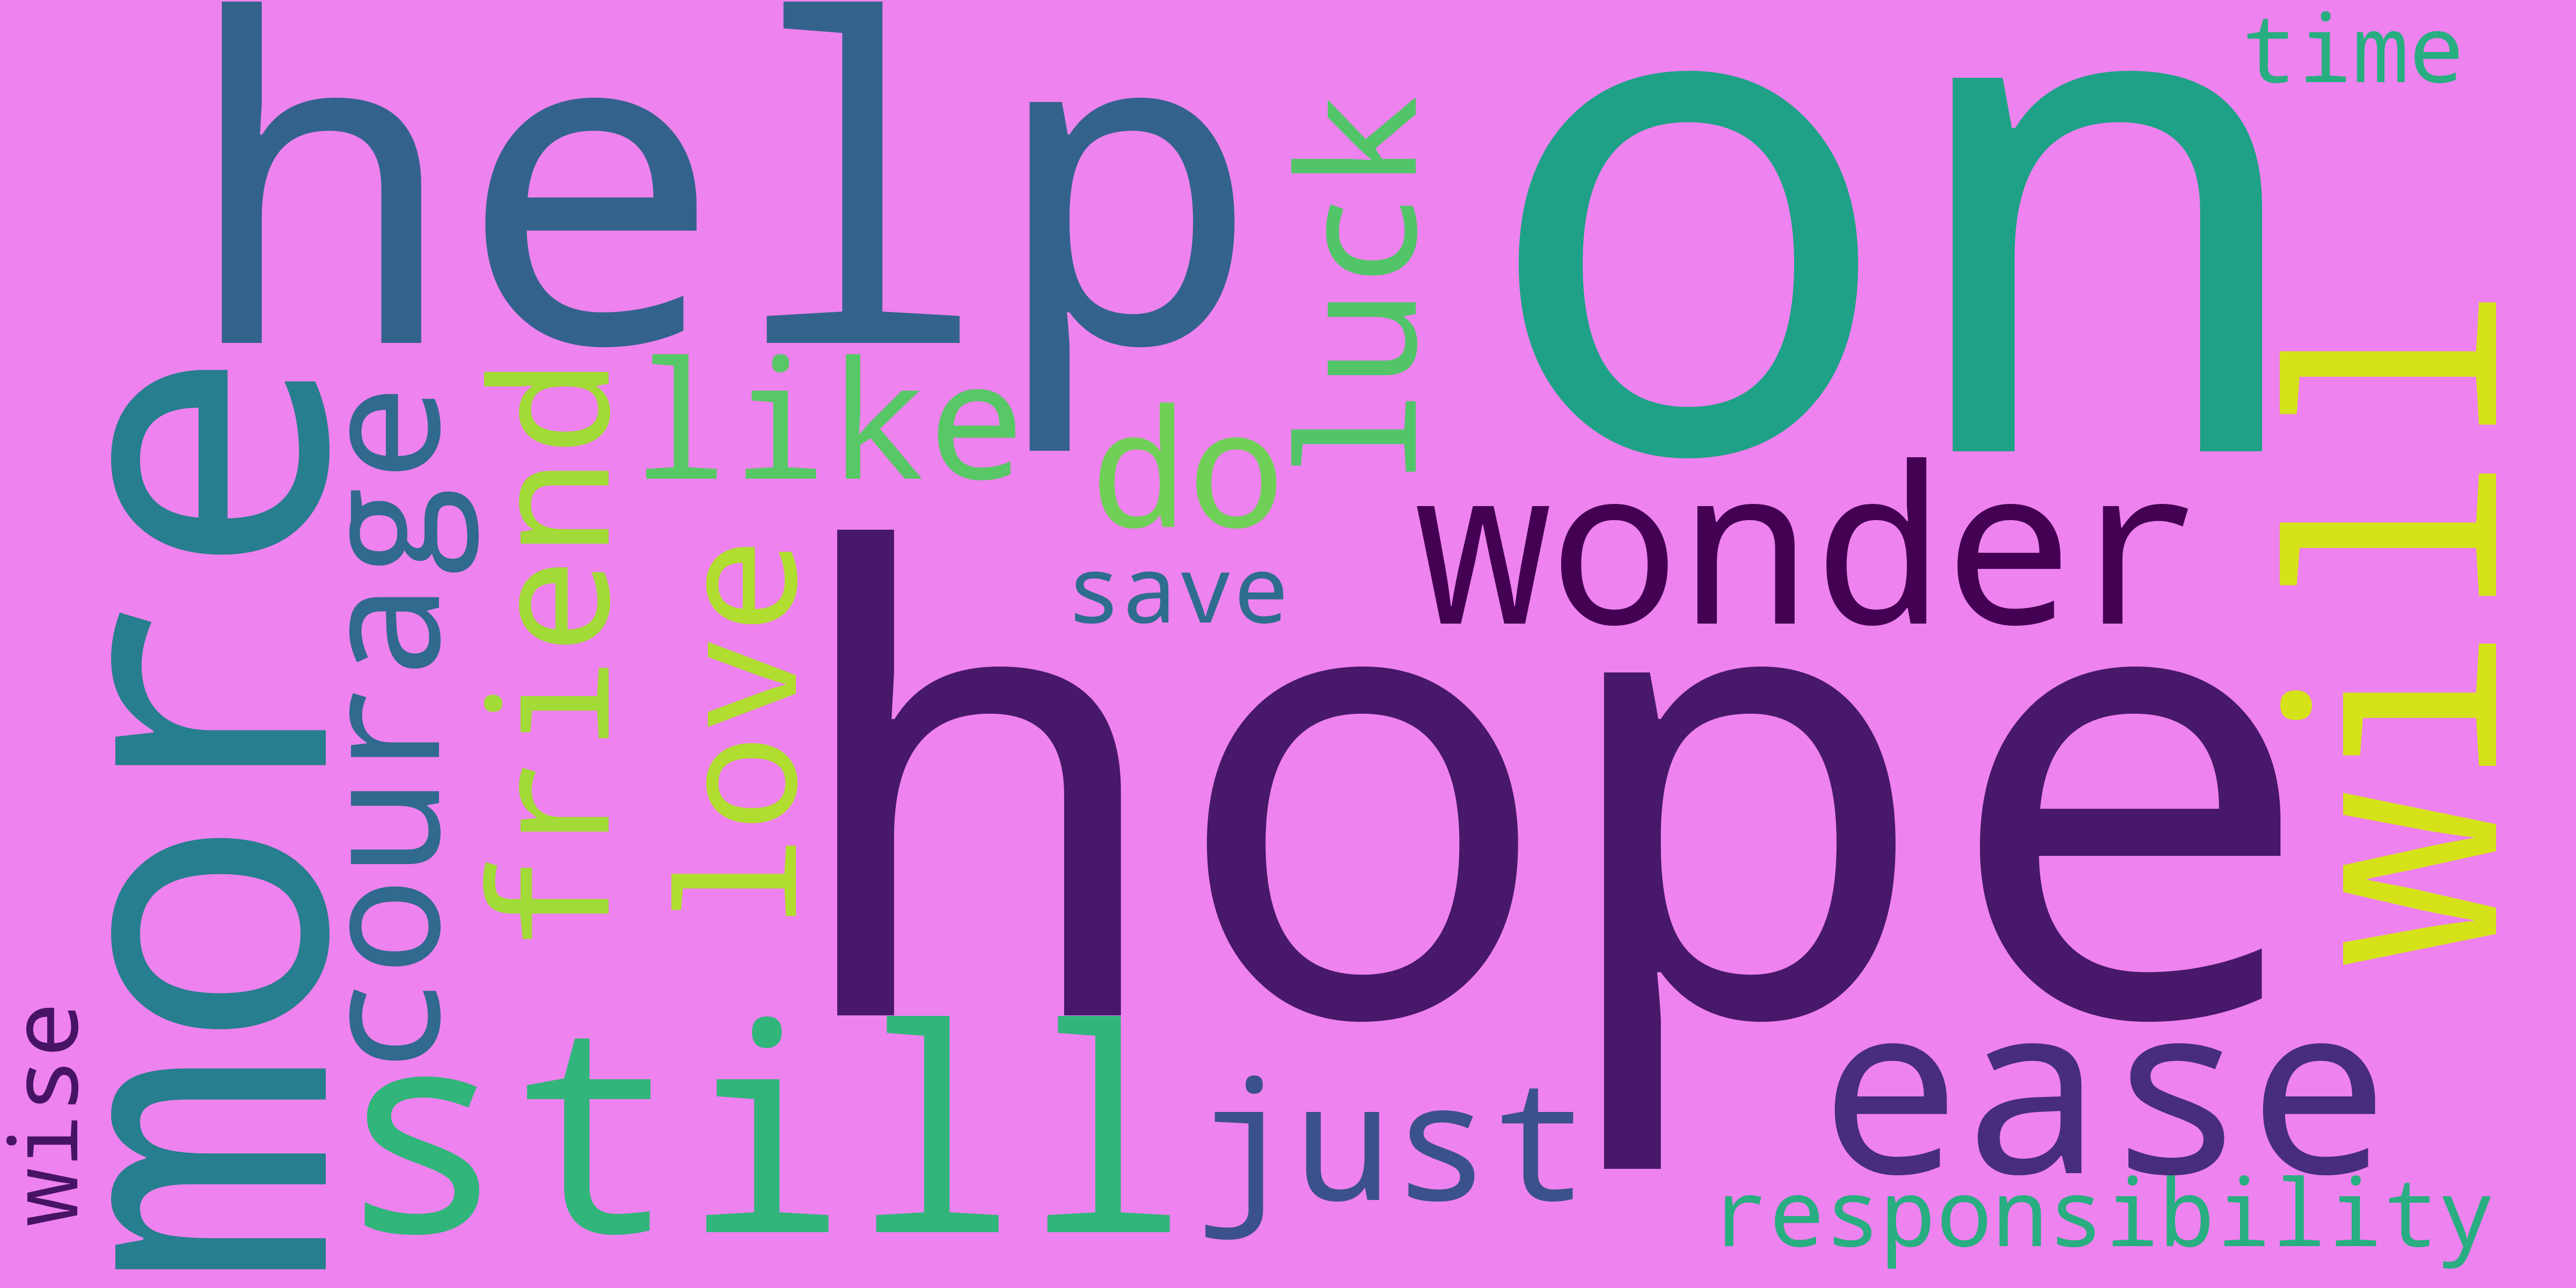 help
on
time
luck
more
courage
friend
like
do
will
wonder
love
save
hope
wise
still
just
ease
responsibility